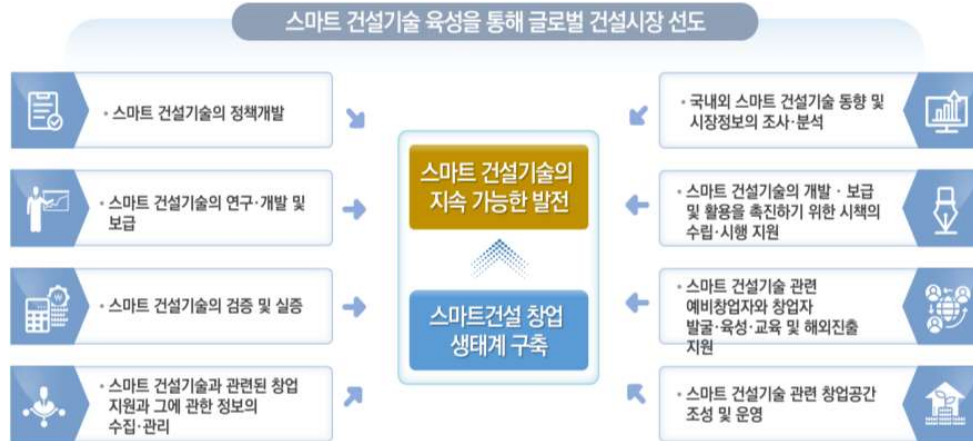 스마트 건설기술 육성을 통해 글로벌 건설시장 선도
• 스마트 건설기술의 정책개발
• 스마트 건설기술의 연구·개발 및
보급
• 스마트 건설기술의 검증 및 실증
• 스마트 건설기술과 관련된 창업
지원과 그에 관한 정보의
수집·관리
스마트 건설기술의
지속 가능한 발전
스마트건설 창업
생태계 구축
• 국내외 스마트 건설기술 동향 및
시장정보의 조사·분석
• 스마트 건설기술의 개발 · 보급
및 활용을 촉진하기 위한 시책의
수립·시행 지원
• 스마트 건설기술 관련
예비창업자와 창업자
발굴·육성·교육 및 해외진출
지원
• 스마트 건설기술 관련 창업공간
조성 및 운영